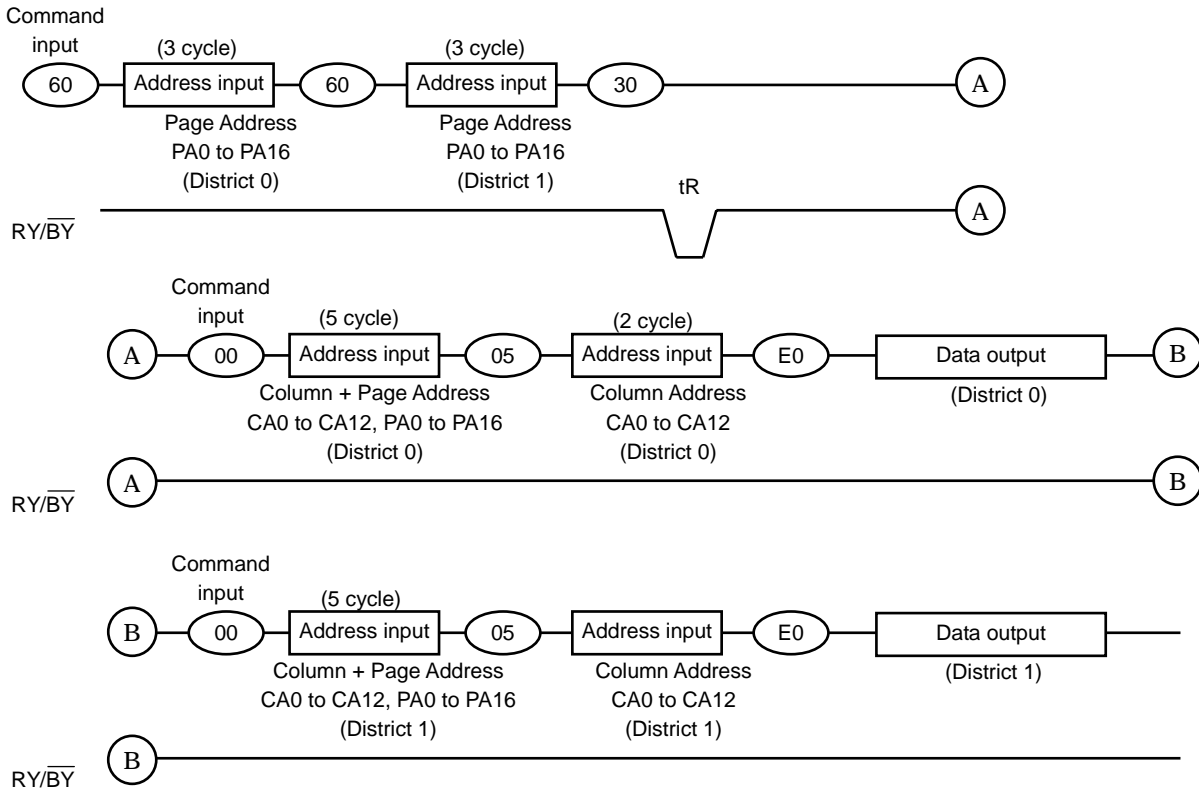 Command
input
(3 cycle) (3 cycle)
60 Address input 60 Address input 30 A
Page Address Page Address
PA0 to PA16 PA0 to PA16
(District 0) (District 1)
tR
RY/BY A
Command
input
(5 cycle) (2 cycle)
A 00 Address input 05 Address input E0 Data output B
Column + Page Address Column Address (District 0)
CA0 to CA12, PA0 to PA16 CA0 to CA12
(District 0) (District 0)
RY/BY A B
Command
input
(5 cycle)
B 00 Address input 05 Address input E0 Data output
Column + Page Address Column Address (District 1)
CA0 to CA12, PA0 to PA16 CA0 to CA12
(District 1) (District 1)
RY/BY B